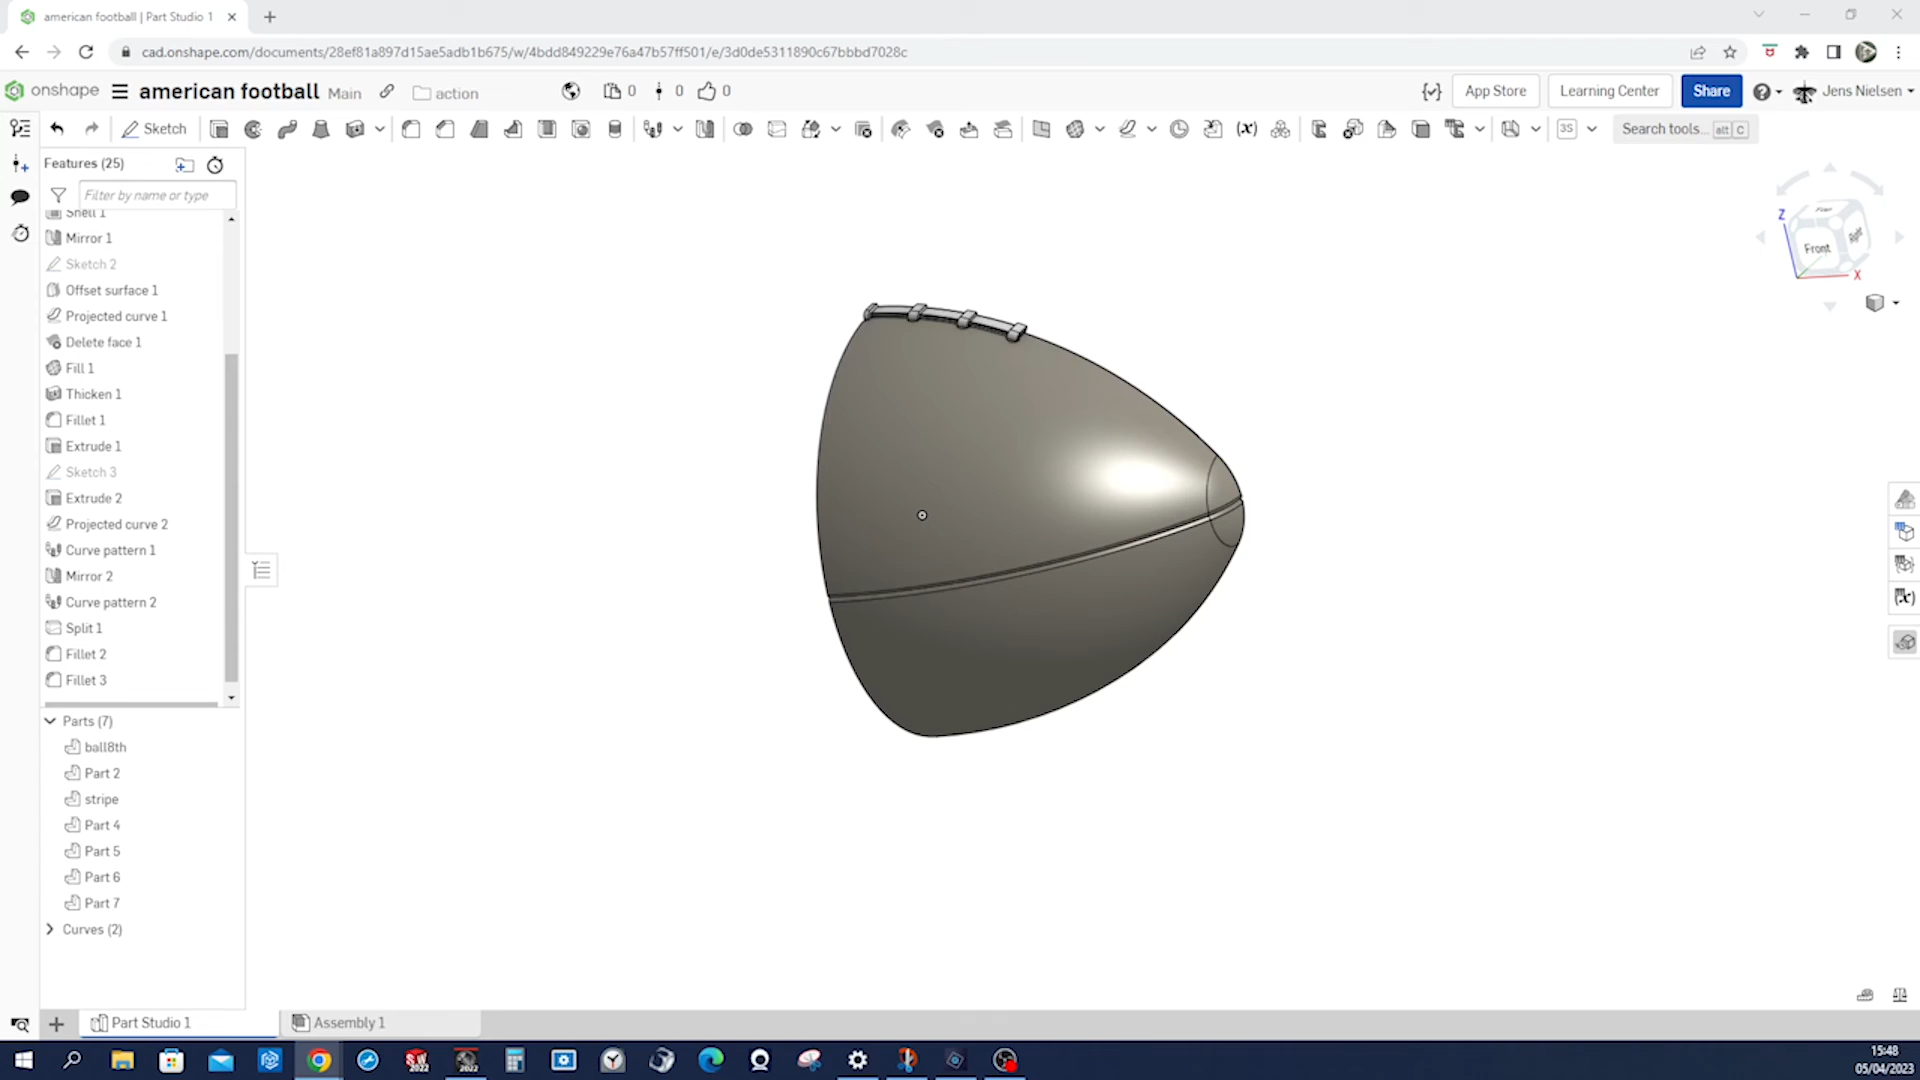 american football | Part Studio 1
cad.onshape.com/documents/28ef81a897d15ae5adb1b675/w/4bdd849229e76a47b57ff501/e/3d0de5311890c67bbbd7028c
onshape american football Main action 0 0 0 App Store Learning Center Share Jens Nielsen
Sketch 3S Search tools... alt C
Features (25)
Filter by name or type
Shell 1
Mirror 1
Sketch 2
Offset surface 1
Projected curve 1
Delete face 1
Fill 1
Thicken 1
Fillet 1
Extrude 1
Sketch 3
Extrude 2
Projected curve 2
Curve pattern 1
Mirror 2
Curve pattern 2
Split 1
Fillet 2
Fillet 3
Parts (7)
ball8th
Part 2
stripe
Part 4
Part 5
Part 6
Part 7
Curves (2)
Z
Front
Right
X
Part Studio 1
Assembly 1
SW
2022
2022
15:48
05/04/2023